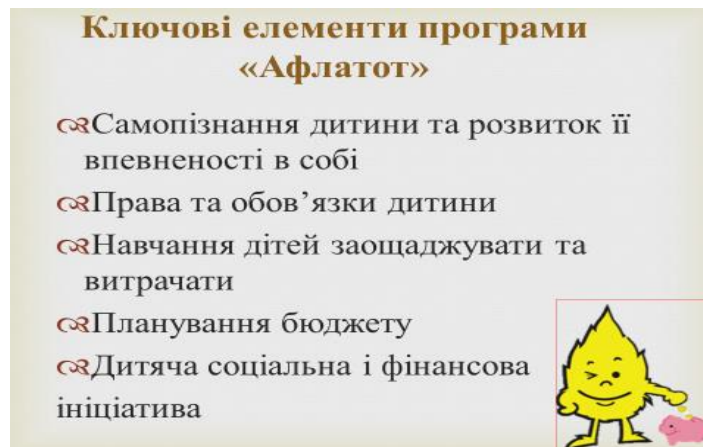 Ключові елементи програми
«Афлатот»
Самопізнання дитини та розвиток її
впевненості в собі
Права та обов’язки дитини
Навчання дітей заощаджувати та
витрачати
Планування бюджету
Дитяча соціальна і фінансова
ініціатива